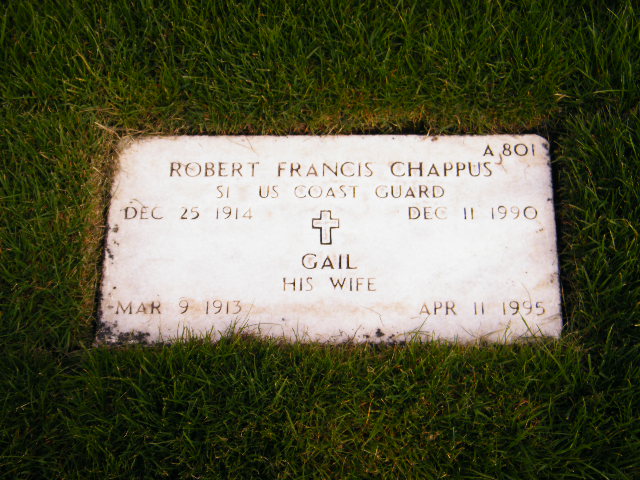 A 801
ROBERT FRANCIS CHAPPUS
S1 US COAST GUARD
DEC 25 1914 DEC 11 1990
GAIL
HIS WIFE
MAR 9 1913 APR 11 1995